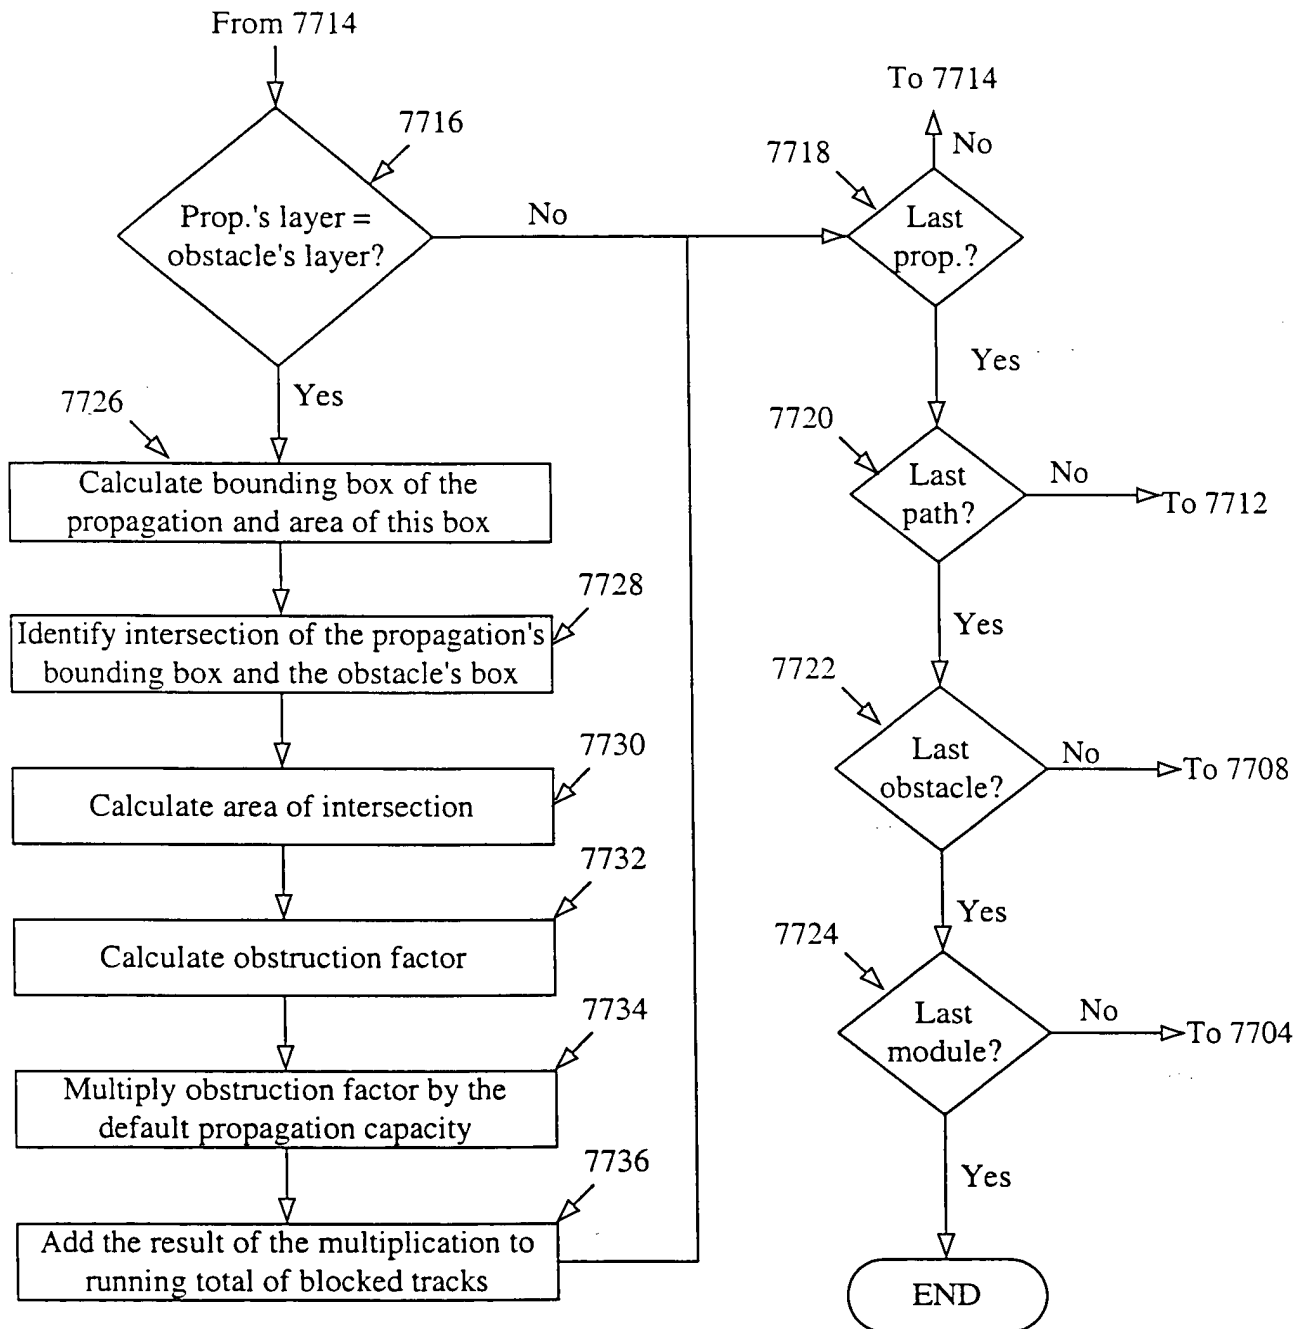 From 7714
7716
Prop.'s layer =
obstacle's layer?
No
Yes
7726
Calculate bounding box of the
propagation and area of this box
7728
Identify intersection of the propagation's
bounding box and the obstacle's box
7730
Calculate area of intersection
7732
Calculate obstruction factor
7734
Multiply obstruction factor by the
default propagation capacity
7736
Add the result of the multiplication to
running total of blocked tracks
To 7714
No
7718
Last
prop.?
Yes
7720
Last
path?
No
To 7712
Yes
7722
Last
obstacle?
No
To 7708
Yes
7724
Last
module?
No
To 7704
Yes
END